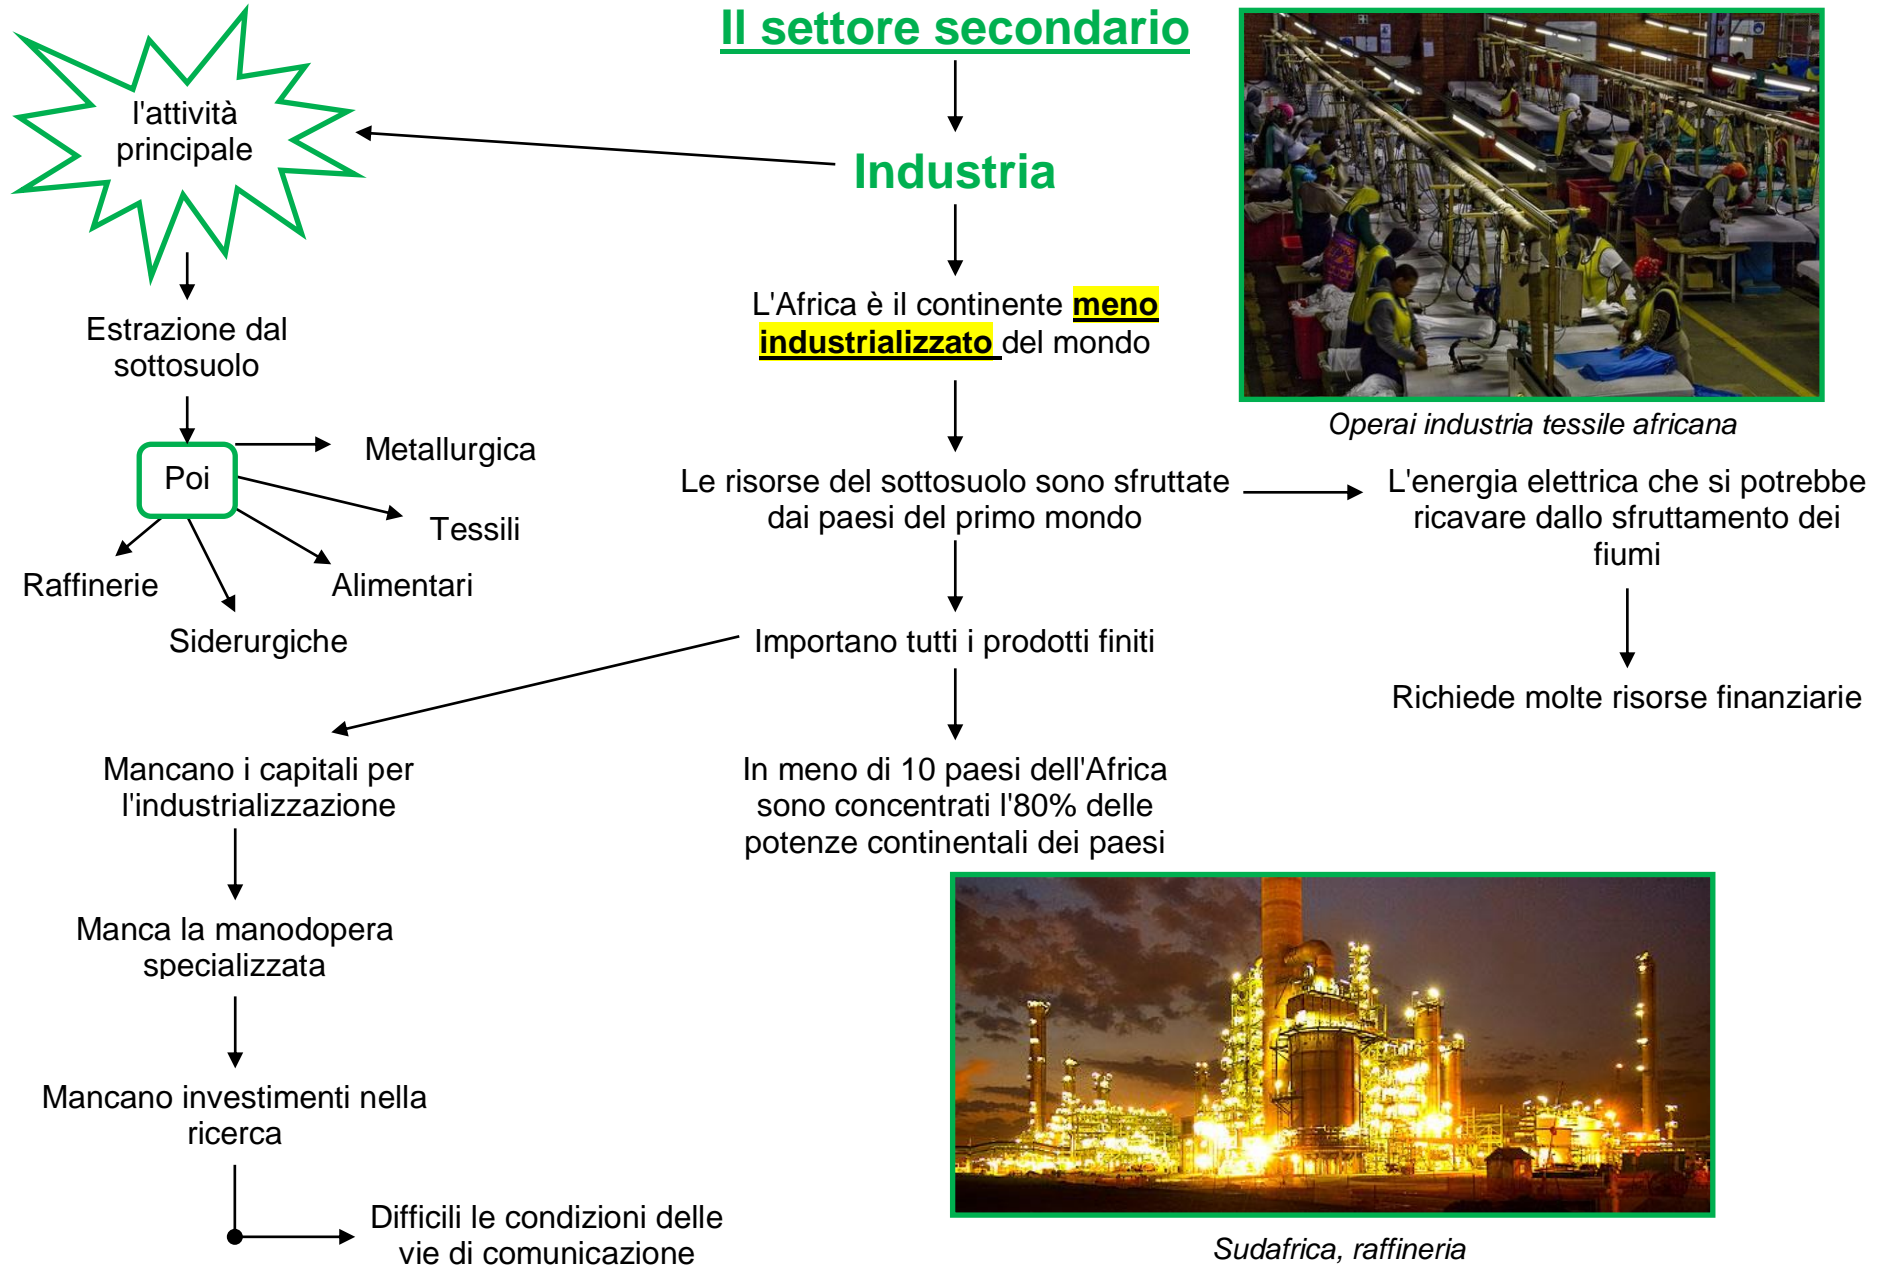 Il settore secondario
l'attività
principale
Industria
L'Africa è il continente meno
industrializzato del mondo
Operai industria tessile africana
Estrazione dal
sottosuolo
Poi
Metallurgica
Tessili
Alimentari
Siderurgiche
Raffinerie
Le risorse del sottosuolo sono sfruttate
dai paesi del primo mondo
L'energia elettrica che si potrebbe
ricavare dallo sfruttamento dei
fiumi
Richiede molte risorse finanziarie
Importano tutti i prodotti finiti
Mancano i capitali per
l'industrializzazione
In meno di 10 paesi dell'Africa
sono concentrati l'80% delle
potenze continentali dei paesi
Manca la manodopera
specializzata
Mancano investimenti nella
ricerca
Difficili le condizioni delle
vie di comunicazione
Sudafrica, raffineria